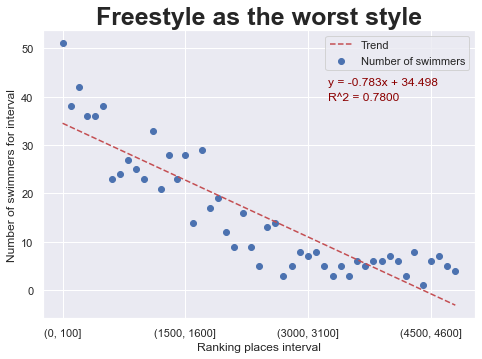 Freestyle as the worst style
Trend
Number of swimmers
y = -0.783x + 34.498
R^2 = 0.7800
50
40
30
20
10
0
Number of swimmers for interval
(0, 100]
(1500, 1600]
(3000, 3100]
(4500, 4600]
Ranking places interval